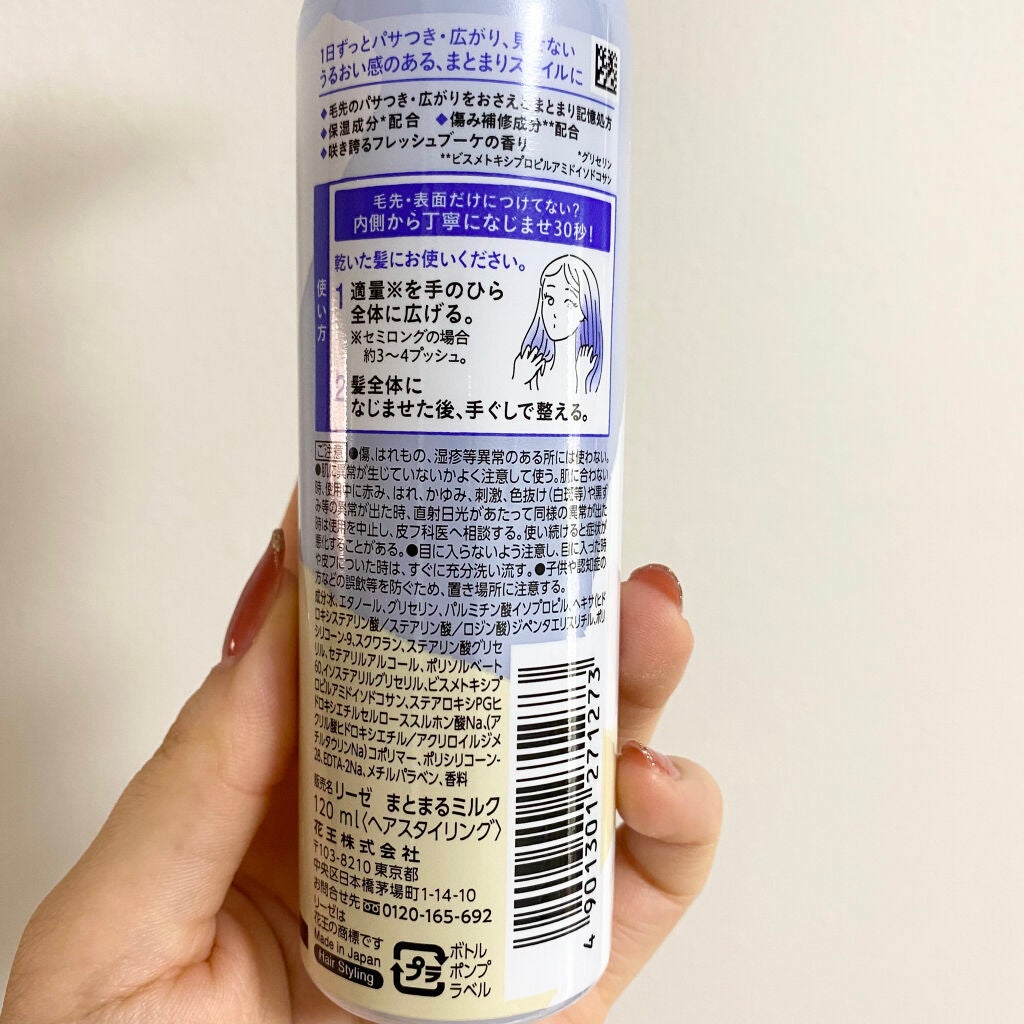 1日ずっとパサつき・広がり、見せない
うるおい感のある、まとまりスタイルに
◆毛先のパサつき・広がりをおさえるまとまり記憶処方
◆保湿成分*配合 ◆傷み補修成分**配合
◆咲き誇るフレッシュブーケの香り
*グリセリン
**ビスメトキシプロピルアミドイソドコサン
使い方
毛先・表面だけにつけてない?
内側から丁寧になじませ30秒!
乾いた髪にお使いください。
1 適量※を手のひら
全体に広げる。
※セミロングの場合
約3〜4プッシュ。
2 髪全体に
なじませた後、手ぐしで整える。
ご注意 ●傷、はれもの、湿疹等異常のある所には使わない。
●肌に異常が生じていないかよく注意して使う。肌に合わない
時、使用中に赤み、はれ、かゆみ、刺激、色抜け(白斑等)や黒ず
み等の異常が出た時、直射日光があたって同様の異常が出た
時は使用を中止し、皮フ科医へ相談する。使い続けると症状が
悪化することがある。●目に入らないよう注意し、目に入った時
や皮フについた時は、すぐに充分洗い流す。●子供や認知症の
方などの誤飲等を防ぐため、置き場所に注意する。
成分:水、エタノール、グリセリン、パルミチン酸イソプロピル、ヘキサ(ヒド
ロキシステアリン酸/ステアリン酸/ロジン酸)ジペンタエリスリチル、ポリ
シリコーン-9、スクワラン、ステアリン酸グリセ
リル、セテアリルアルコール、ポリソルベート
60、イソステアリルグリセリル、ビスメトキシプ
ロピルアミドイソドコサン、ステアロキシPGヒ
ドロキシエチルセルローススルホン酸Na、(ア
クリル酸ヒドロキシエチル/アクリロイルジメ
チルタウリンNa)コポリマー、ポリシリコーン-
28、EDTA-2Na、メチルパラベン、香料
販売名 リーゼ まとまるミルク
120 ml〈ヘアスタイリング〉
花王株式会社
〒103-8210 東京都
中央区日本橋茅場町1-14-10
お問合せ先 0120-165-692
リーゼは
花王の商標です
Made in Japan
Hair Styling
プラ
ボトル
ポンプ
ラベル
4901301271273